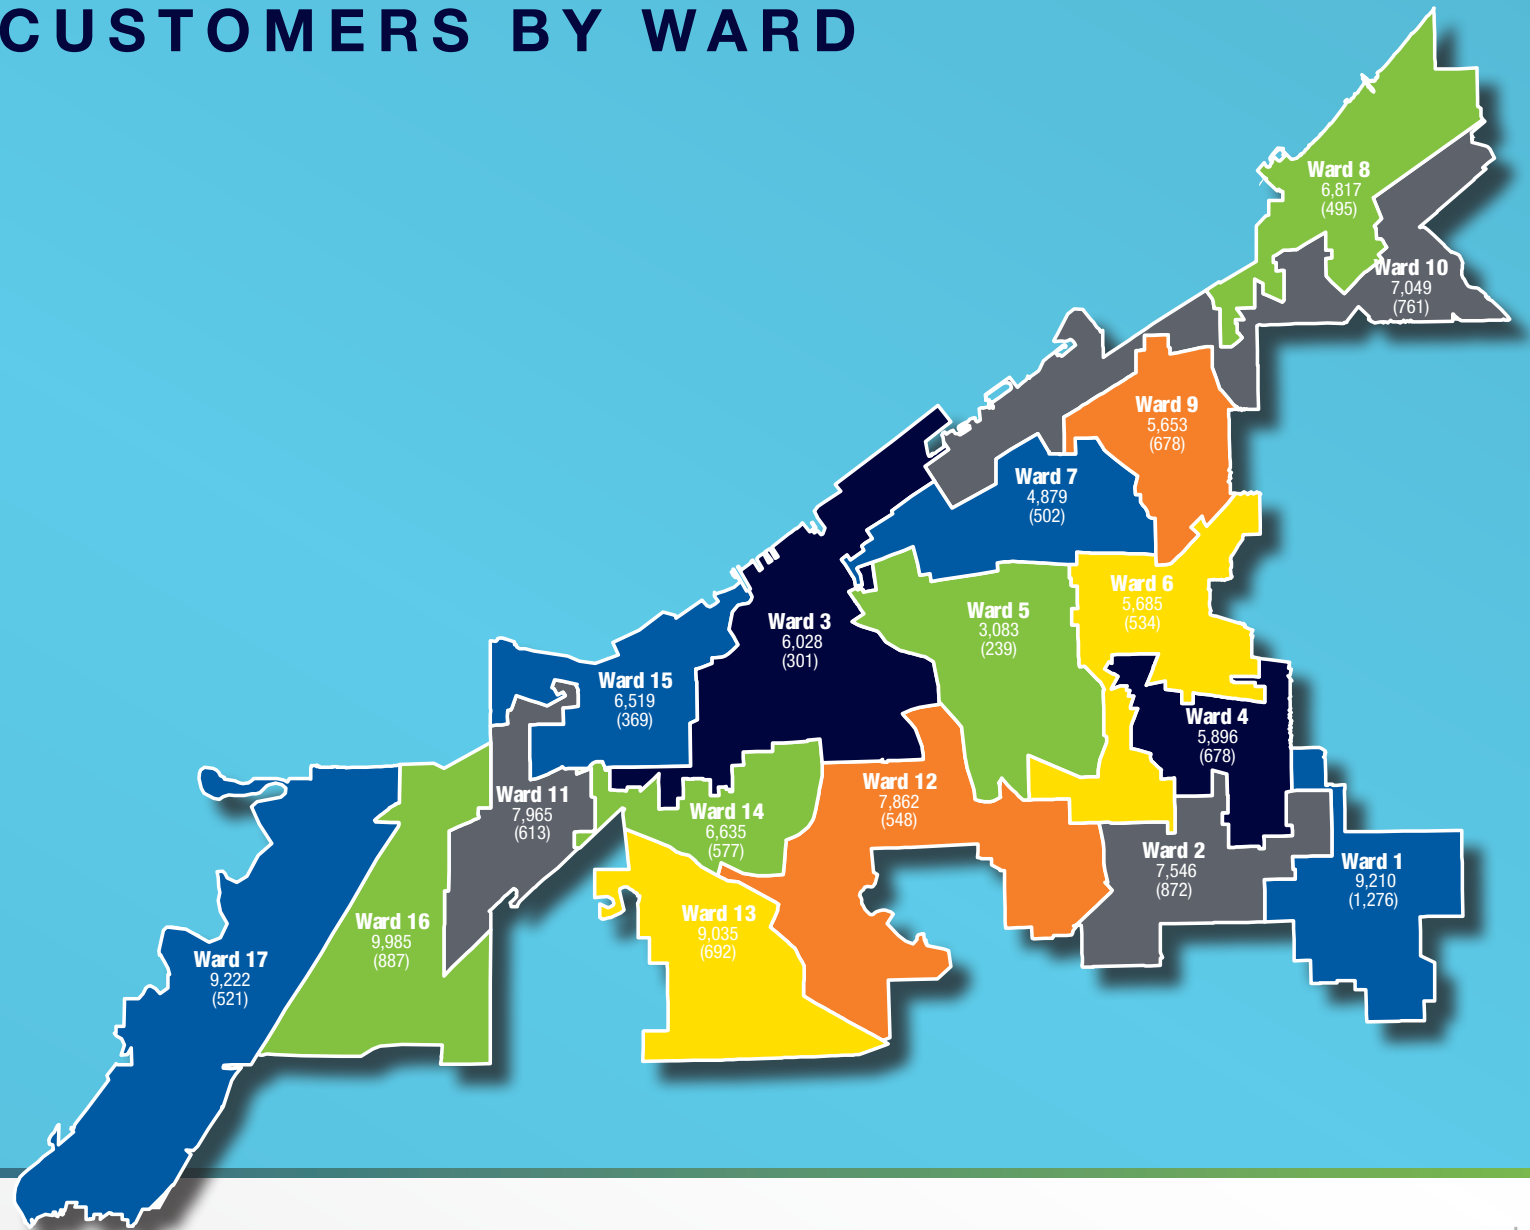 CUSTOMERS BY WARD
Ward 8
6,817
(495)
Ward 10
7,049
(761)
Ward 9
5,653
(678)
Ward 7
4,879
(502)
Ward 6
5,685
(534)
Ward 5
3,083
(239)
Ward 3
6,028
(301)
Ward 15
6,519
(369)
Ward 4
5,896
(678)
Ward 12
7,862
(548)
Ward 11
7,965
(613)
Ward 14
6,635
(577)
Ward 2
7,546
(872)
Ward 1
9,210
(1,276)
Ward 13
9,035
(692)
Ward 16
9,985
(887)
Ward 17
9,222
(521)